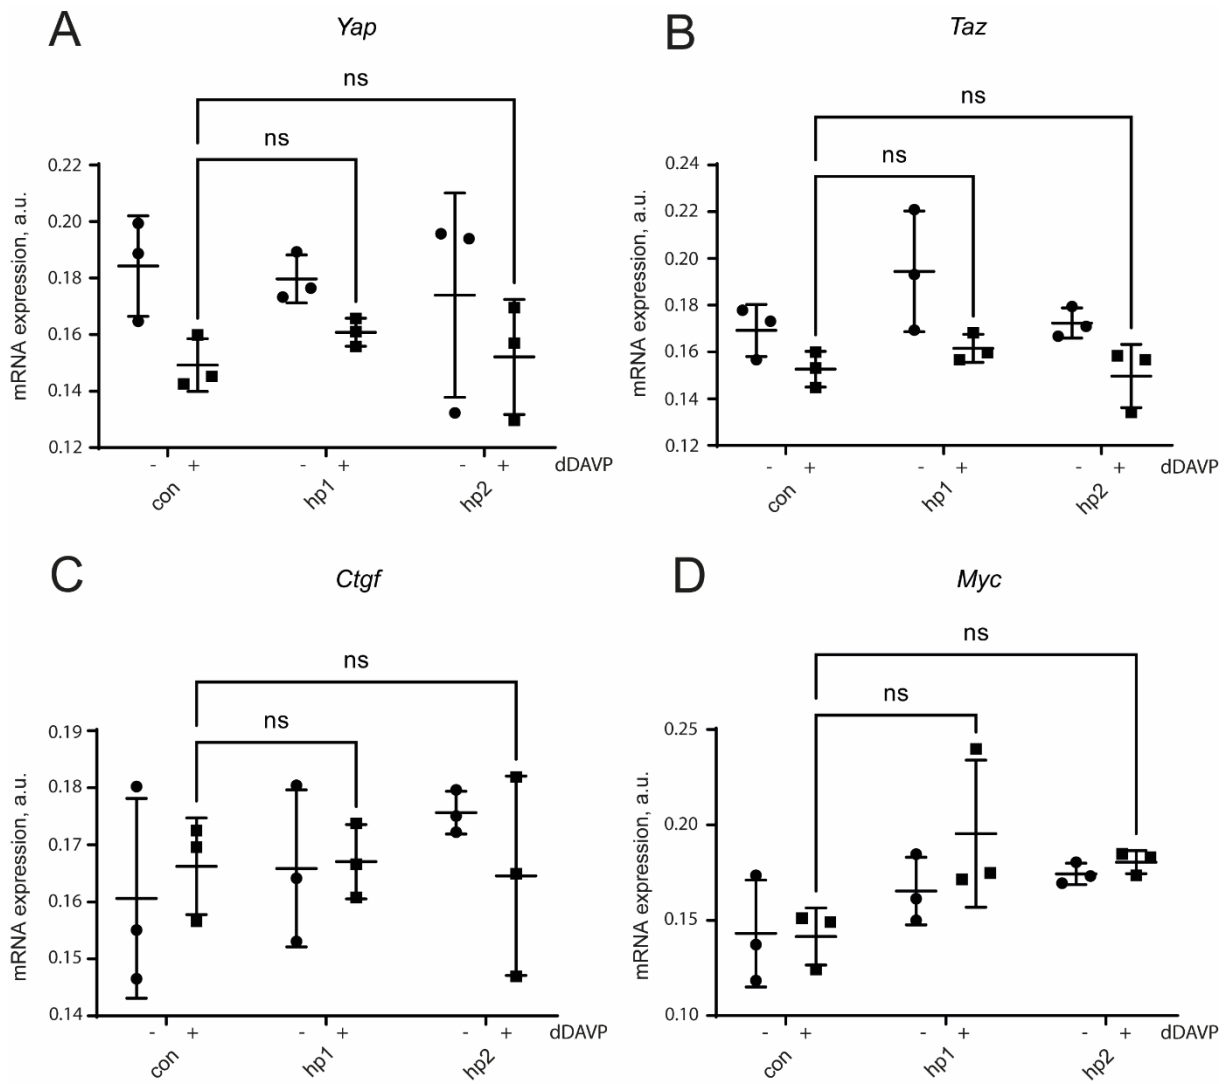 A
Yap
ns
ns
mRNA expression, a.u.
0.22
0.20
0.18
0.16
0.14
0.12
- + - + - + dDAVP
con hp1 hp2
B
Taz
ns
ns
mRNA expression, a.u.
0.24
0.22
0.20
0.18
0.16
0.14
0.12
- + - + - + dDAVP
con hp1 hp2
C
Ctgf
ns
ns
mRNA expression, a.u.
0.19
0.18
0.17
0.16
0.15
0.14
- + - + - + dDAVP
con hp1 hp2
D
Myc
ns
ns
mRNA expression, a.u.
0.25
0.20
0.15
0.10
- + - + - + dDAVP
con hp1 hp2